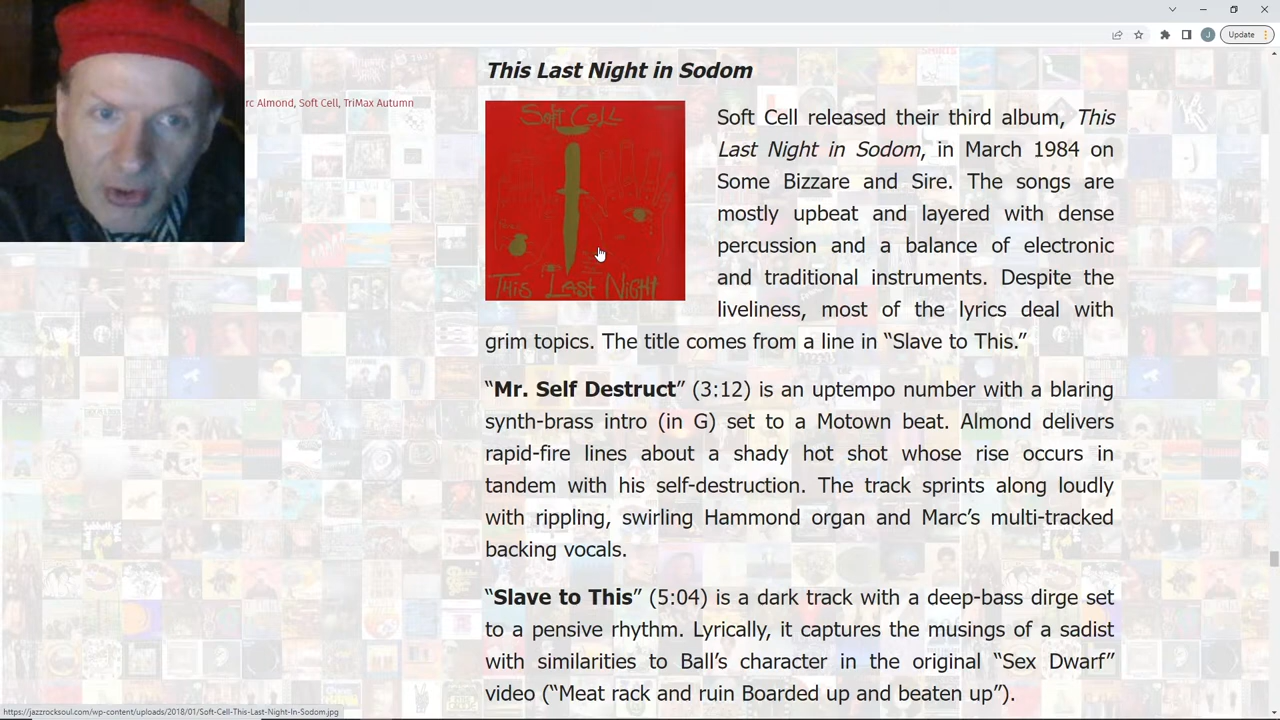 Update
This Last Night in Sodom
rc Almond, Soft Cell, TriMax Autumn
Soft Cell
This Last Night
Soft Cell released their third album, This
Last Night in Sodom, in March 1984 on
Some Bizzare and Sire. The songs are
mostly upbeat and layered with dense
percussion and a balance of electronic
and traditional instruments. Despite the
liveliness, most of the lyrics deal with
grim topics. The title comes from a line in “Slave to This.”
“Mr. Self Destruct” (3:12) is an uptempo number with a blaring
synth-brass intro (in G) set to a Motown beat. Almond delivers
rapid-fire lines about a shady hot shot whose rise occurs in
tandem with his self-destruction. The track sprints along loudly
with rippling, swirling Hammond organ and Marc’s multi-tracked
backing vocals.
“Slave to This” (5:04) is a dark track with a deep-bass dirge set
to a pensive rhythm. Lyrically, it captures the musings of a sadist
with similarities to Ball’s character in the original “Sex Dwarf”
video (“Meat rack and ruin Boarded up and beaten up”).
https://jazzrocksoul.com/wp-content/uploads/2018/01/Soft-Cell-This-Last-Night-In-Sodom.jpg